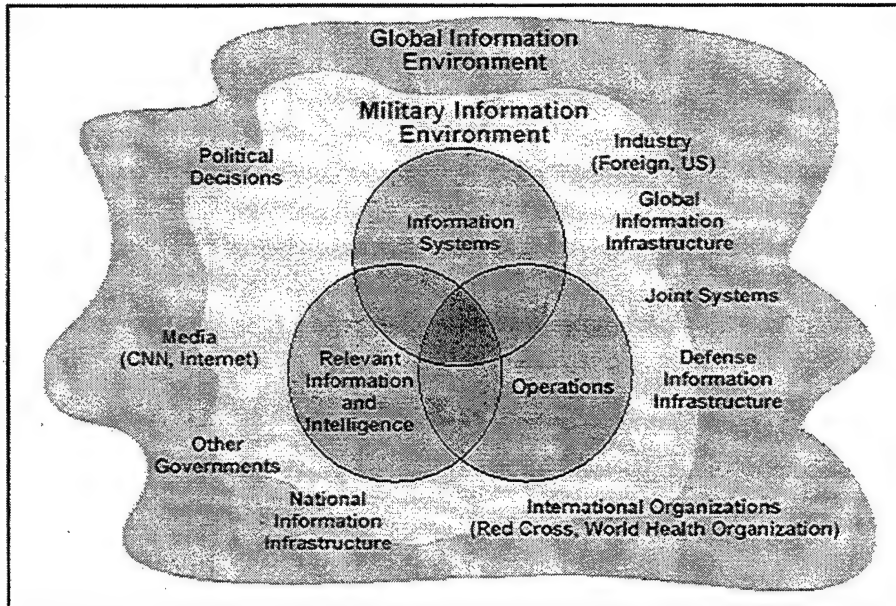 Global Information
Environment
Military Information
Environment
Political
Decisions
Industry
(Foreign, US)
Information
Systems
Global
Information
Infrastructure
Joint Systems
Media
(CNN, Internet)
Relevant
Information
and
Intelligence
Operations
Defense
Information
Infrastructure
Other
Governments
National
Information
Infrastructure
International Organizations
(Red Cross, World Health Organization)